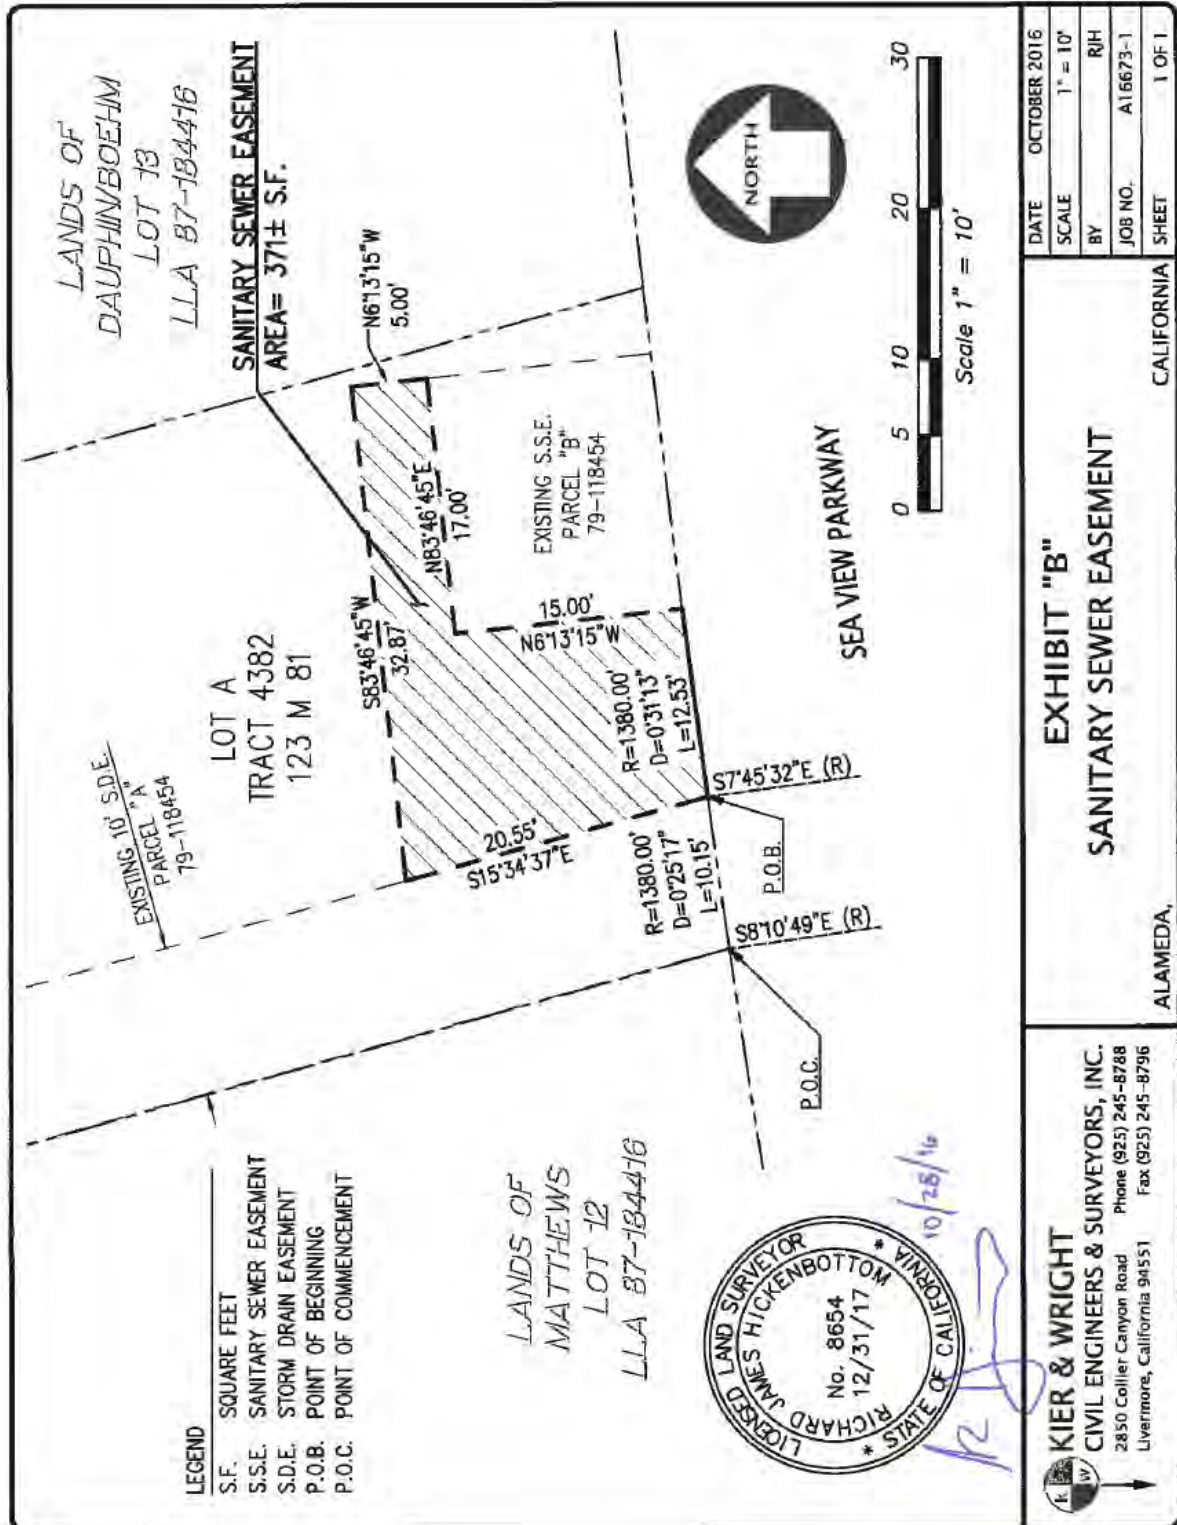 LANDS OF
DAUPHIN/BOEHM
LOT 13
LLA 87-184416
SANITARY SEWER EASEMENT
AREA= 371± S.F.
N6°13'15"W
5.00'
EXISTING 10' S.D.E.
PARCEL "A"
79-118454
LOT A
TRACT 4382
123 M 81
S83°46'45"W
32.87'
N83°46'45"E
17.00'
EXISTING S.S.E.
PARCEL "B"
79-118454
15.00'
N6°13'15"W
20.55'
S15°34'37"E
R=1380.00'
D=0°31'13"
L=12.53'
R=1380.00'
D=0°25'17"
L=10.15'
S7°45'32"E (R)
S8°10'49"E (R)
P.O.B.
P.O.C.
SEA VIEW PARKWAY
NORTH
0 5 10 20 30
Scale 1" = 10'
LEGEND
S.F. SQUARE FEET
S.S.E. SANITARY SEWER EASEMENT
S.D.E. STORM DRAIN EASEMENT
P.O.B. POINT OF BEGINNING
P.O.C. POINT OF COMMENCEMENT
LANDS OF
MATTHEWS
LOT 12
LLA 87-184416
LICENSED LAND SURVEYOR
RICHARD JAMES HICKENBOTTOM
No. 8654
12/31/17
* STATE OF CALIFORNIA *
10/28/16
K W
KIER & WRIGHT
CIVIL ENGINEERS & SURVEYORS, INC.
2850 Collier Canyon Road Phone (925) 245-8788
Livermore, California 94551 Fax (925) 245-8796
EXHIBIT "B"
SANITARY SEWER EASEMENT
ALAMEDA, CALIFORNIA
DATE OCTOBER 2016
SCALE 1" = 10'
BY RJH
JOB NO. A16673-1
SHEET 1 OF 1